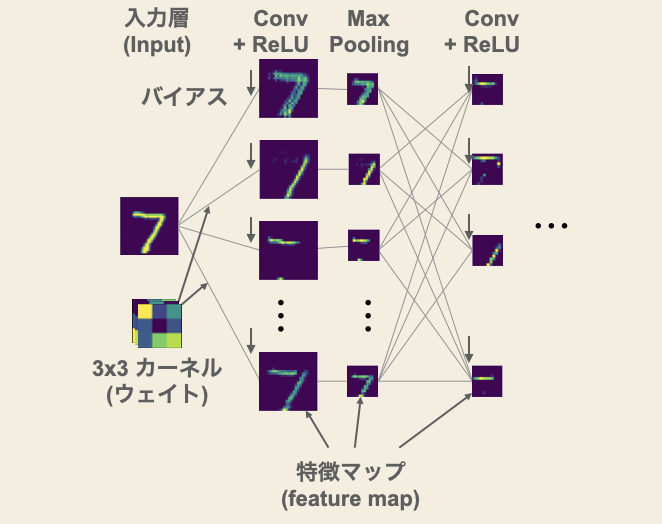 入力層
(Input)
Conv
+ ReLU
Max
Pooling
Conv
+ ReLU
バイアス
3x3 カーネル
(ウェイト)
特徴マップ
(feature map)